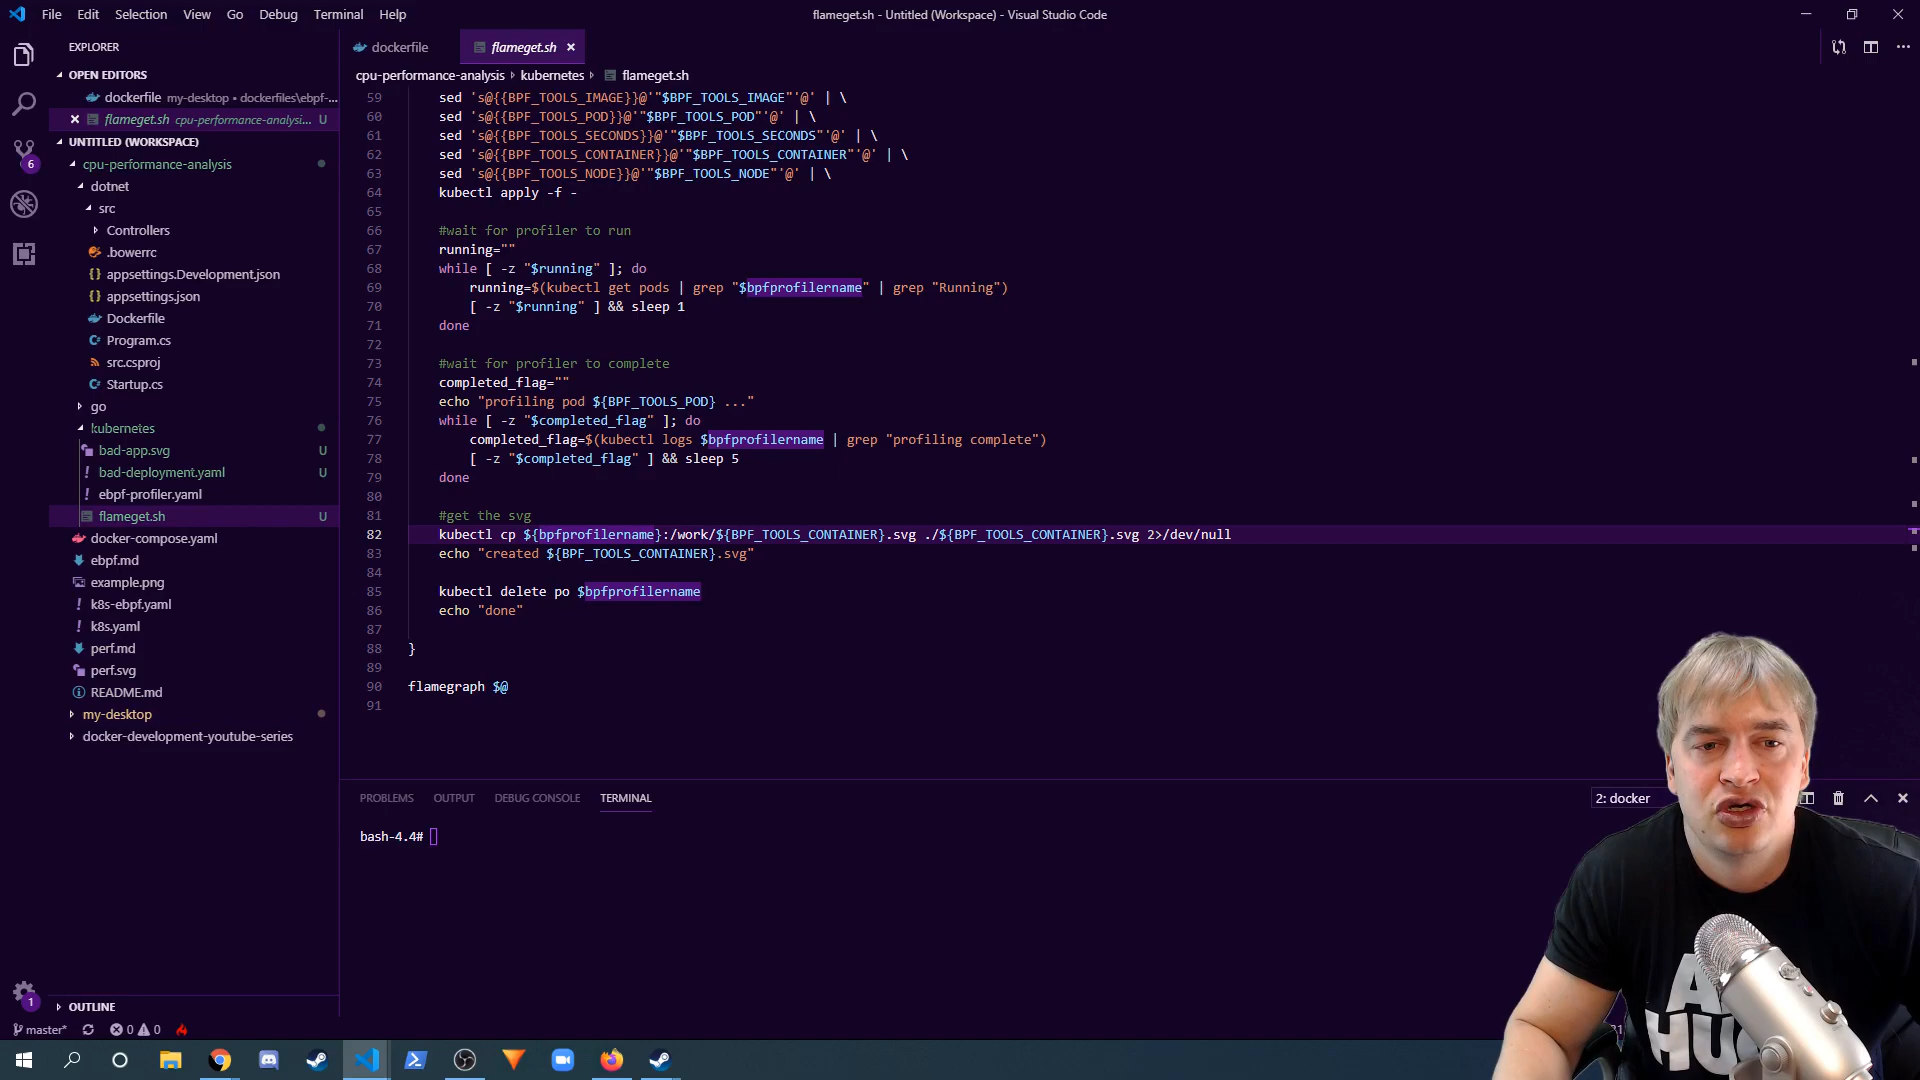 File Edit Selection View Go Debug Terminal Help
flameget.sh - Untitled (Workspace) - Visual Studio Code
EXPLORER
OPEN EDITORS
dockerfile my-desktop • dockerfiles\ebpf-...
flameget.sh cpu-performance-analysi... U
UNTITLED (WORKSPACE)
cpu-performance-analysis
dotnet
src
Controllers
.bowerrc
appsettings.Development.json
appsettings.json
Dockerfile
Program.cs
src.csproj
Startup.cs
go
kubernetes
bad-app.svg U
bad-deployment.yaml U
ebpf-profiler.yaml
flameget.sh U
docker-compose.yaml
ebpf.md
example.png
k8s-ebpf.yaml
k8s.yaml
perf.md
perf.svg
README.md
my-desktop
docker-development-youtube-series
OUTLINE
6
1
dockerfile
flameget.sh
cpu-performance-analysis kubernetes flameget.sh
59 sed 's@{{BPF_TOOLS_IMAGE}}@'"$BPF_TOOLS_IMAGE"'@' | \
60 sed 's@{{BPF_TOOLS_POD}}@'"$BPF_TOOLS_POD"'@' | \
61 sed 's@{{BPF_TOOLS_SECONDS}}@'"$BPF_TOOLS_SECONDS"'@' | \
62 sed 's@{{BPF_TOOLS_CONTAINER}}@'"$BPF_TOOLS_CONTAINER"'@' | \
63 sed 's@{{BPF_TOOLS_NODE}}@'"$BPF_TOOLS_NODE"'@' | \
64 kubectl apply -f -
65
66 #wait for profiler to run
67 running=""
68 while [ -z "$running" ]; do
69 running=$(kubectl get pods | grep "$bpfprofilername" | grep "Running")
70 [ -z "$running" ] && sleep 1
71 done
72
73 #wait for profiler to complete
74 completed_flag=""
75 echo "profiling pod ${BPF_TOOLS_POD} ..."
76 while [ -z "$completed_flag" ]; do
77 completed_flag=$(kubectl logs $bpfprofilername | grep "profiling complete")
78 [ -z "$completed_flag" ] && sleep 5
79 done
80
81 #get the svg
82 kubectl cp ${bpfprofilername}:/work/${BPF_TOOLS_CONTAINER}.svg ./${BPF_TOOLS_CONTAINER}.svg 2>/dev/null
83 echo "created ${BPF_TOOLS_CONTAINER}.svg"
84
85 kubectl delete po $bpfprofilername
86 echo "done"
87
88 }
89
90 flamegraph $@
91
PROBLEMS OUTPUT DEBUG CONSOLE TERMINAL
2: docker
bash-4.4#
master* 0 0